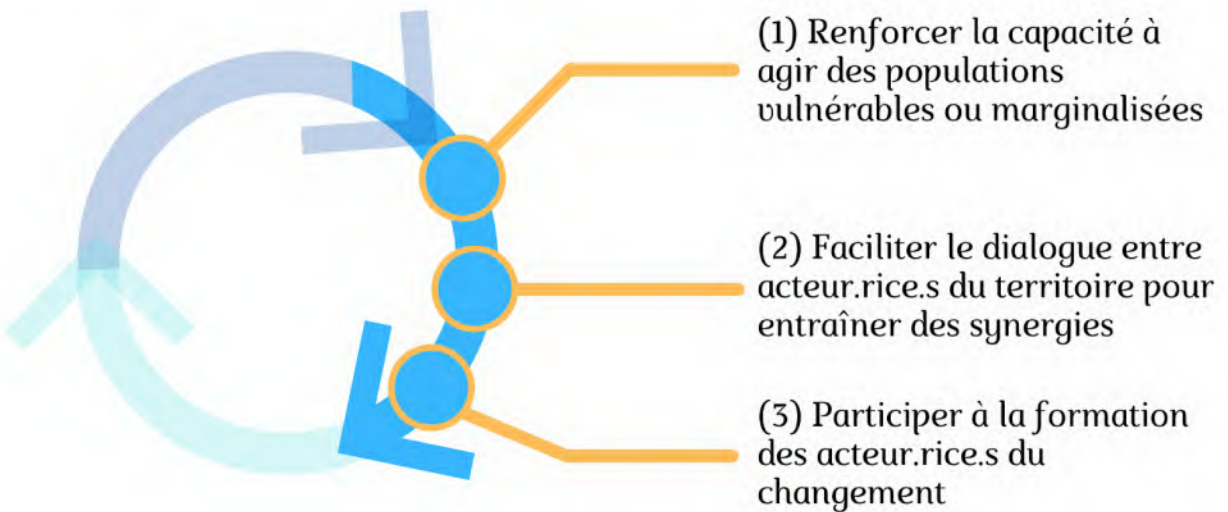 (1) Renforcer la capacité à
agir des populations
vulnérables ou marginalisées
(2) Faciliter le dialogue entre
acteur.rice.s du territoire pour
entraîner des synergies
(3) Participer à la formation
des acteur.rice.s du
changement